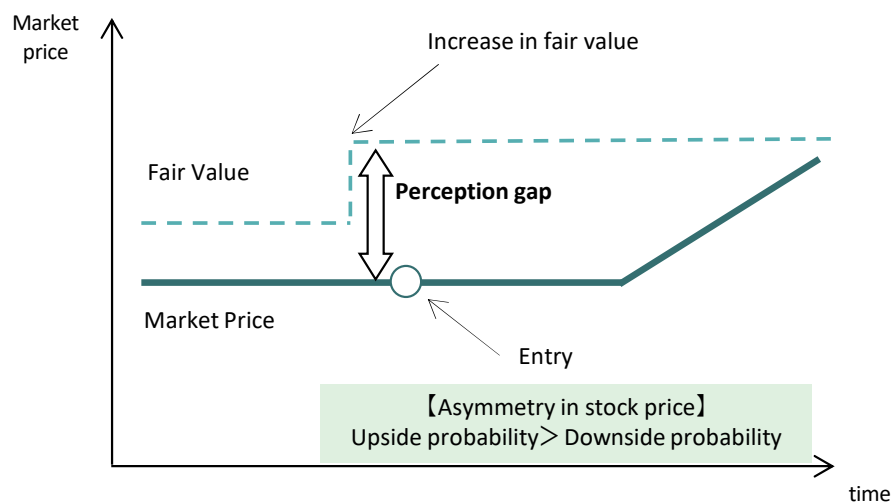 Market
price
Increase in fair value
Fair Value
Perception gap
Market Price
Entry
【Asymmetry in stock price】
Upside probability＞Downside probability
time